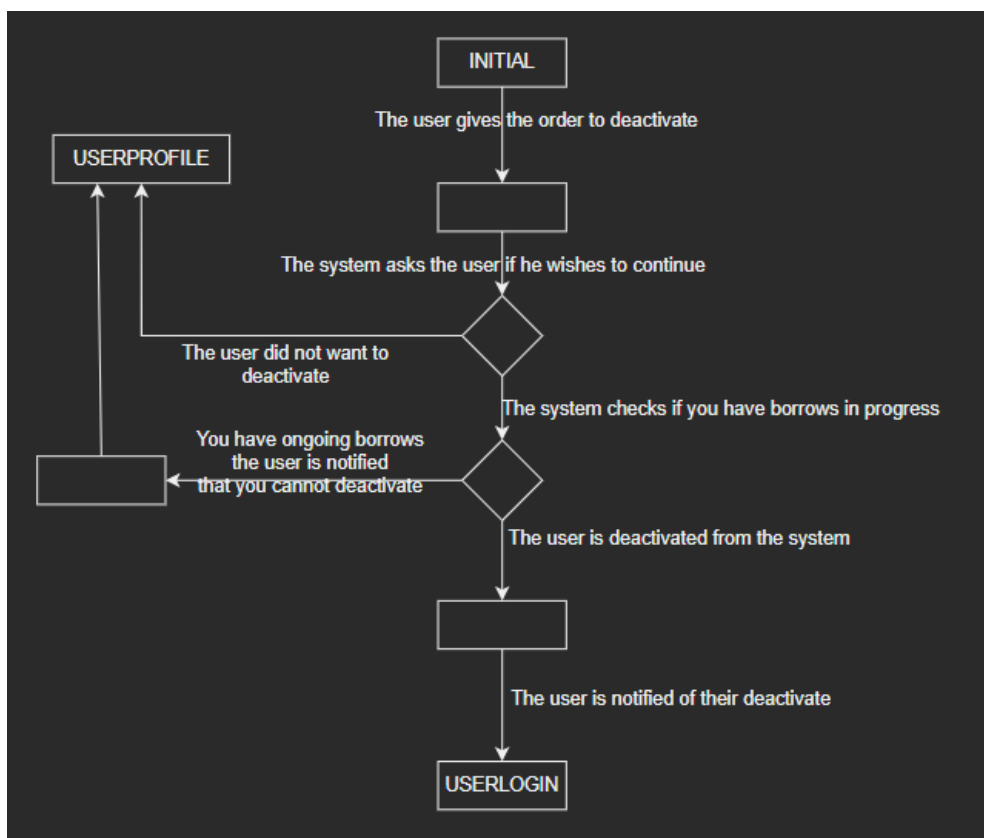 INITIAL
The user gives the order to deactivate
USERPROFILE
The system asks the user if he wishes to continue
The user did not want to
deactivate
The system checks if you have borrows in progress
You have ongoing borrows
the user is notified
that you cannot deactivate
The user is deactivated from the system
The user is notified of their deactivate
USERLOGIN